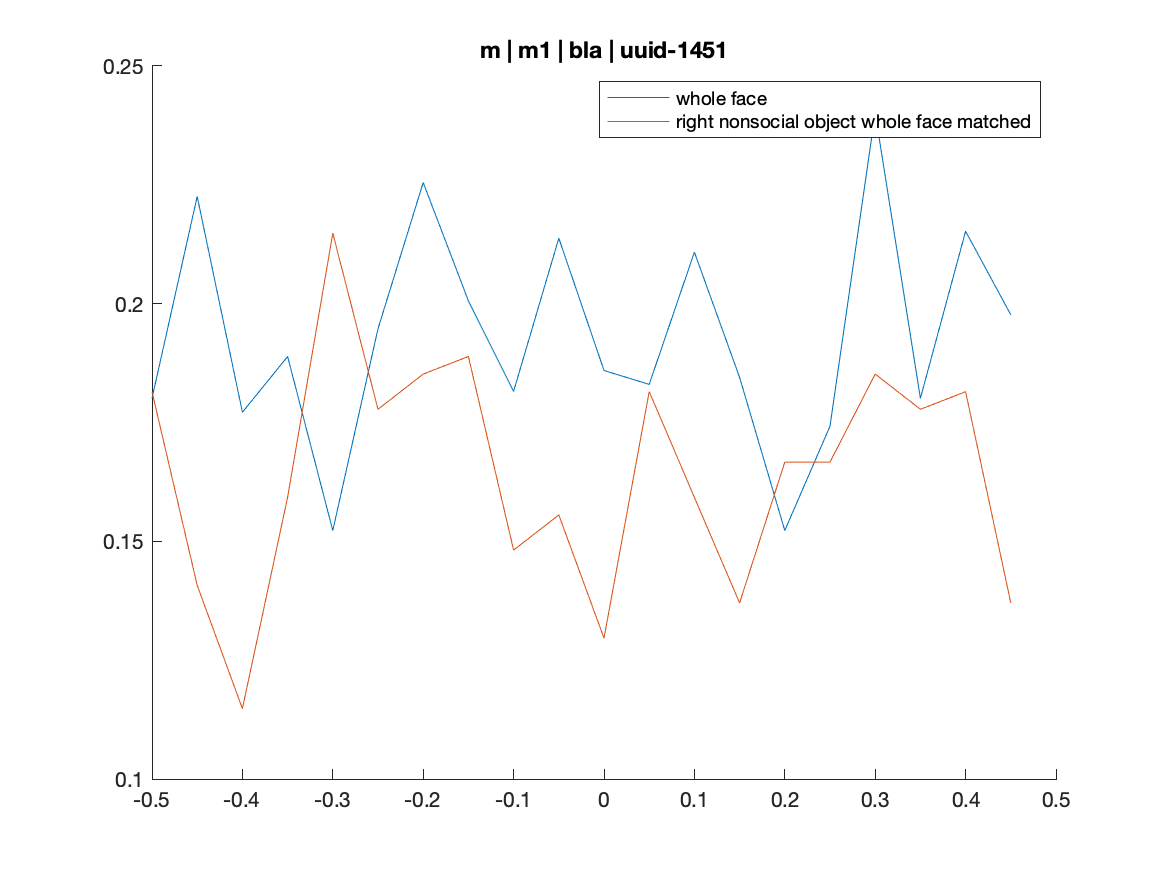 m | m1 | bla | uuid-1451
0.25
whole face
right nonsocial object whole face matched
0.2
0.15
0.1
-0.5 -0.4 -0.3 -0.2 -0.1 0 0.1 0.2 0.3 0.4 0.5